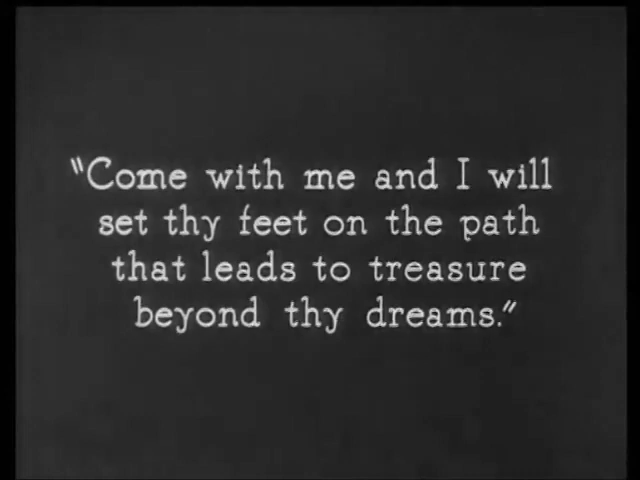 "Come with me and I will
set thy feet on the path
that leads to treasure
beyond thy dreams."